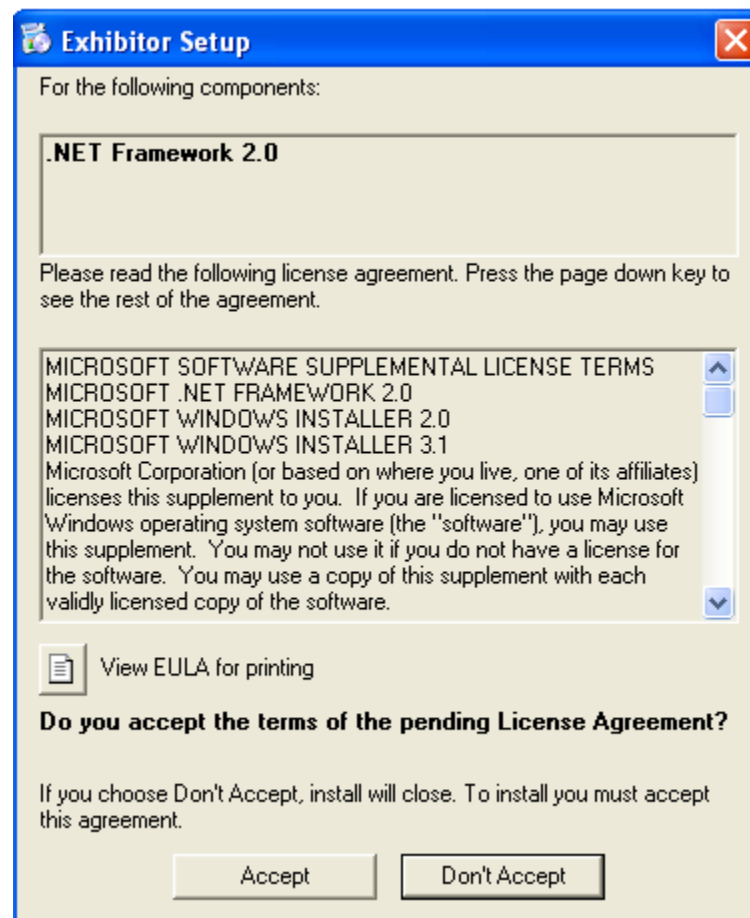 Exhibitor Setup
For the following components:
.NET Framework 2.0
Please read the following license agreement. Press the page down key to
see the rest of the agreement.
MICROSOFT SOFTWARE SUPPLEMENTAL LICENSE TERMS
MICROSOFT .NET FRAMEWORK 2.0
MICROSOFT WINDOWS INSTALLER 2.0
MICROSOFT WINDOWS INSTALLER 3.1
Microsoft Corporation (or based on where you live, one of its affiliates)
licenses this supplement to you.  If you are licensed to use Microsoft
Windows operating system software (the "software"), you may use
this supplement.  You may not use it if you do not have a license for
the software.  You may use a copy of this supplement with each
validly licensed copy of the software.
View EULA for printing
Do you accept the terms of the pending License Agreement?
If you choose Don't Accept, install will close. To install you must accept
this agreement.
Accept Don't Accept